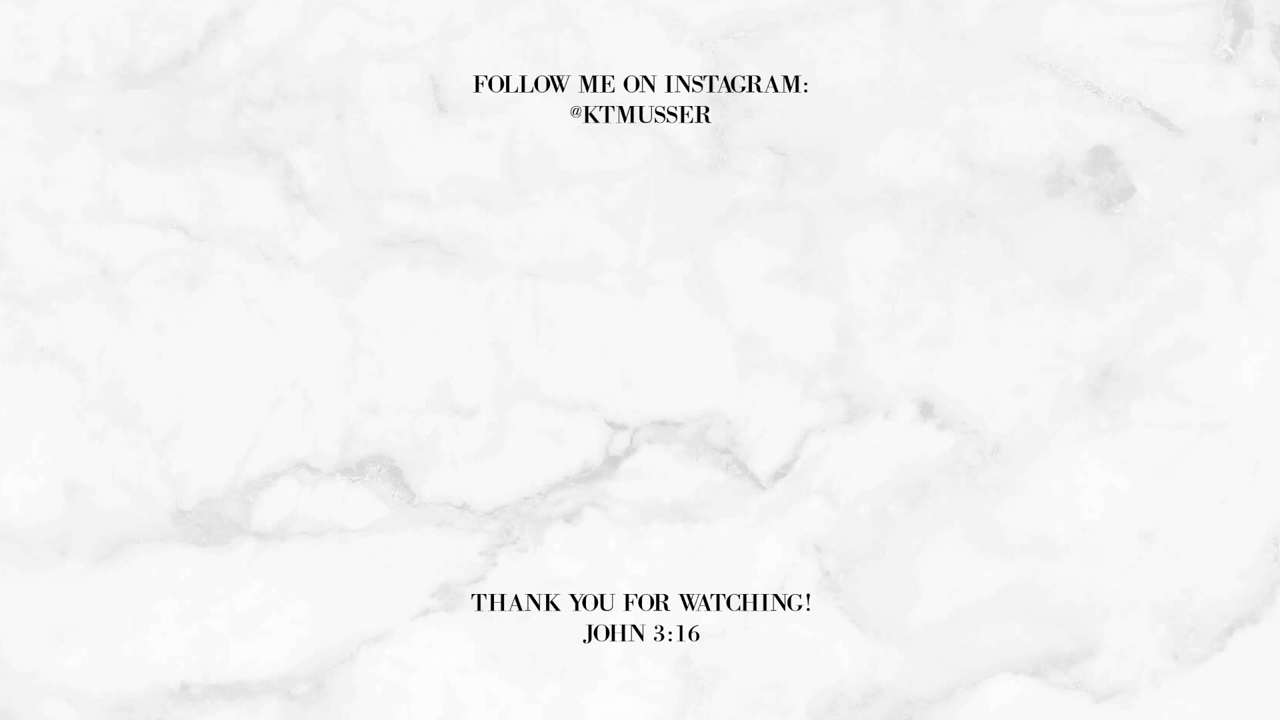 FOLLOW ME ON INSTAGRAM:
@KTMUSSER
THANK YOU FOR WATCHING!
JOHN 3:16